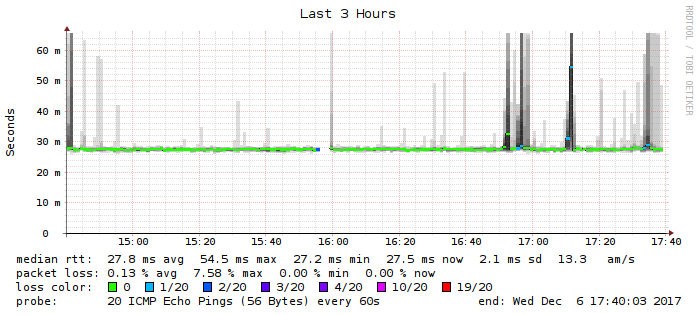 Last 3 Hours
RRDTOOL / TOBI OETIKER
Seconds
60 m
50 m
40 m
30 m
20 m
10 m
0
15:00 15:20 15:40 16:00 16:20 16:40 17:00 17:20 17:40
median rtt: 27.8 ms avg 54.5 ms max 27.2 ms min 27.5 ms now 2.1 ms sd 13.3 am/s
packet loss: 0.13 % avg 7.58 % max 0.00 % min 0.00 % now
loss color: 0 1/20 2/20 3/20 4/20 10/20 19/20
probe: 20 ICMP Echo Pings (56 Bytes) every 60s end: Wed Dec 6 17:40:03 2017